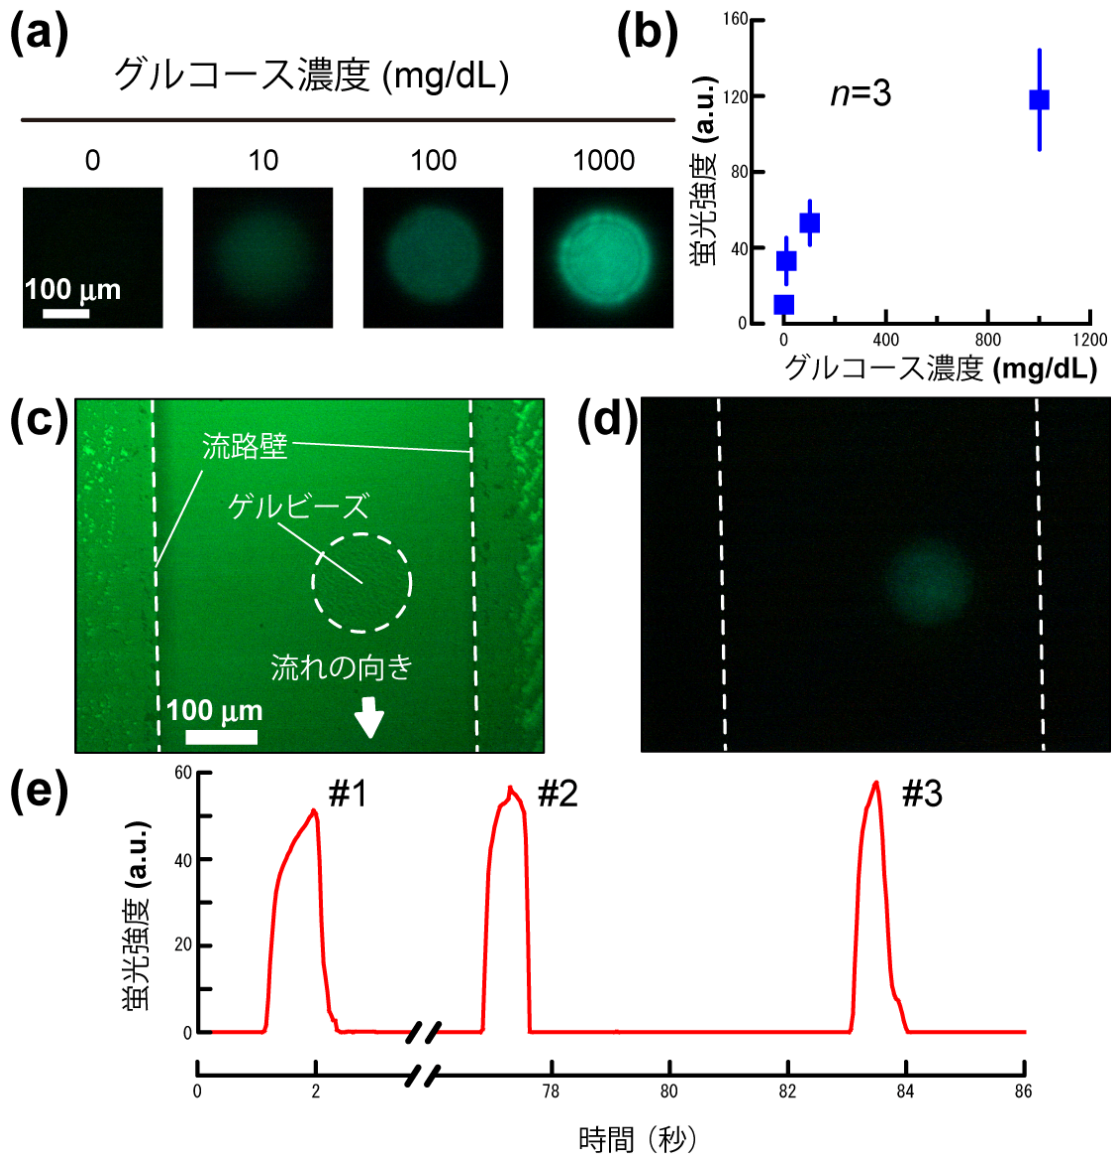 (a)
グルコース濃度 (mg/dL)
0 10 100 1000
100 μm
(b)
蛍光強度 (a.u.)
160
120
80
40
0
n=3
0 400 800 1200
グルコース濃度 (mg/dL)
(c)
流路壁
ゲルビーズ
流れの向き
100 μm
(d)
(e)
蛍光強度 (a.u.)
60
40
20
0
#1 #2 #3
0 2 78 80 82 84 86
時間（秒）